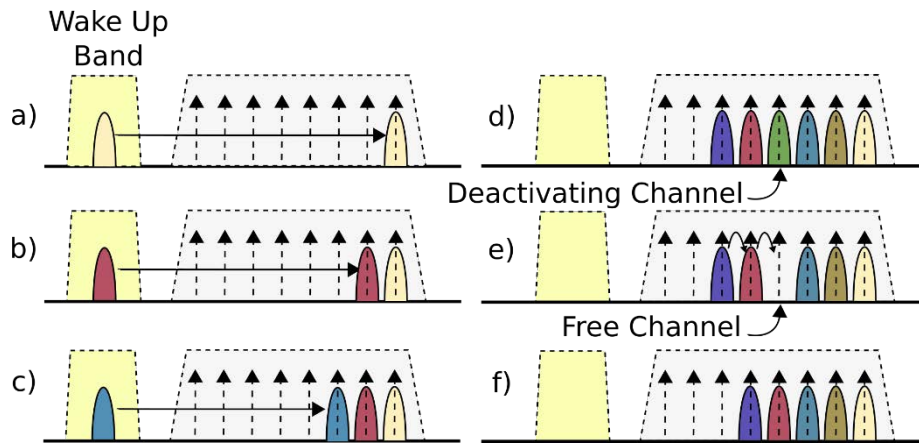 Wake Up
Band
a)
b)
c)
d)
Deactivating Channel
e)
Free Channel
f)